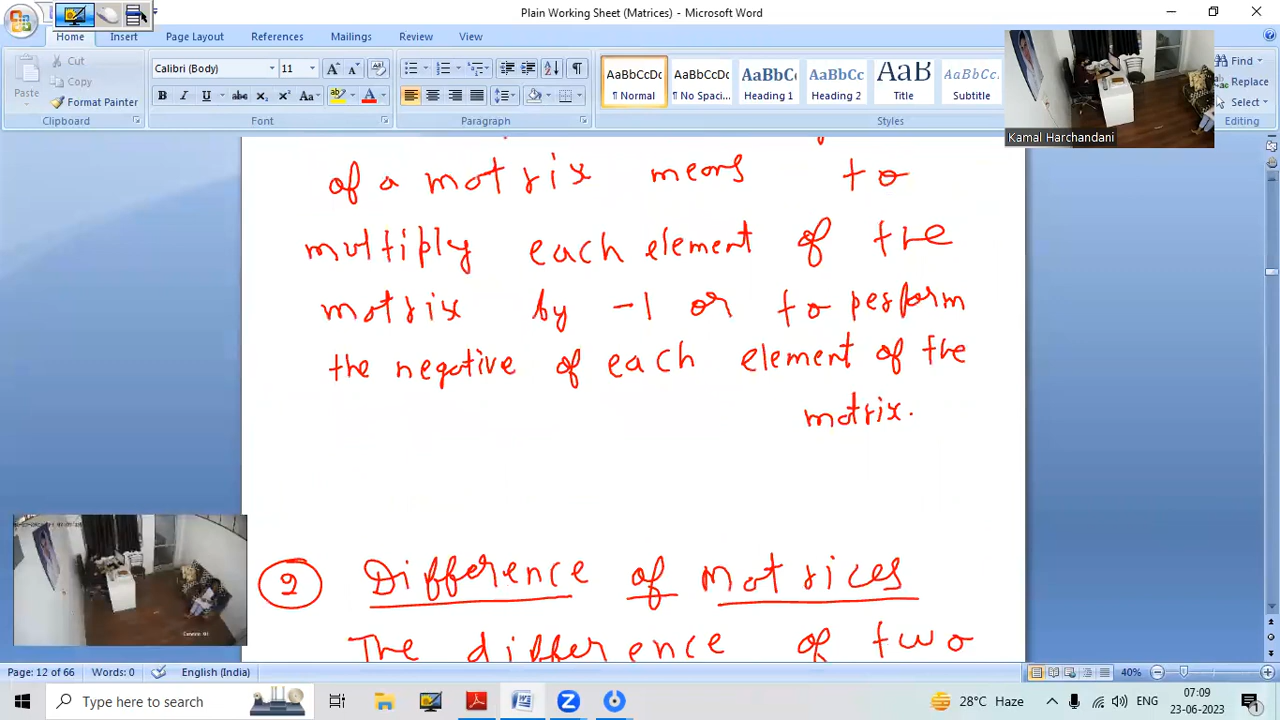 Plain Working Sheet (Matrices) - Microsoft Word
Home Insert Page Layout References Mailings Review View
Paste
Cut
Copy
Format Painter
Clipboard
Calibri (Body) 11
Font
Paragraph
AaBbCcDc AaBbCcDc AaBbCc AaBbCc AaB AaBbCc
¶ Normal ¶ No Spaci... Heading 1 Heading 2 Title Subtitle
Styles
Find
Replace
Select
Editing
Kamal Harchandani
of a matrix means to
multiply each element of the
matrix by -1 or to perform
the negative of each element of the
matrix.
2 Difference of Matrices
The difference of two
Page: 12 of 66 Words: 0 English (India) 40%
Type here to search
28°C Haze ENG 07:09
23-06-2023